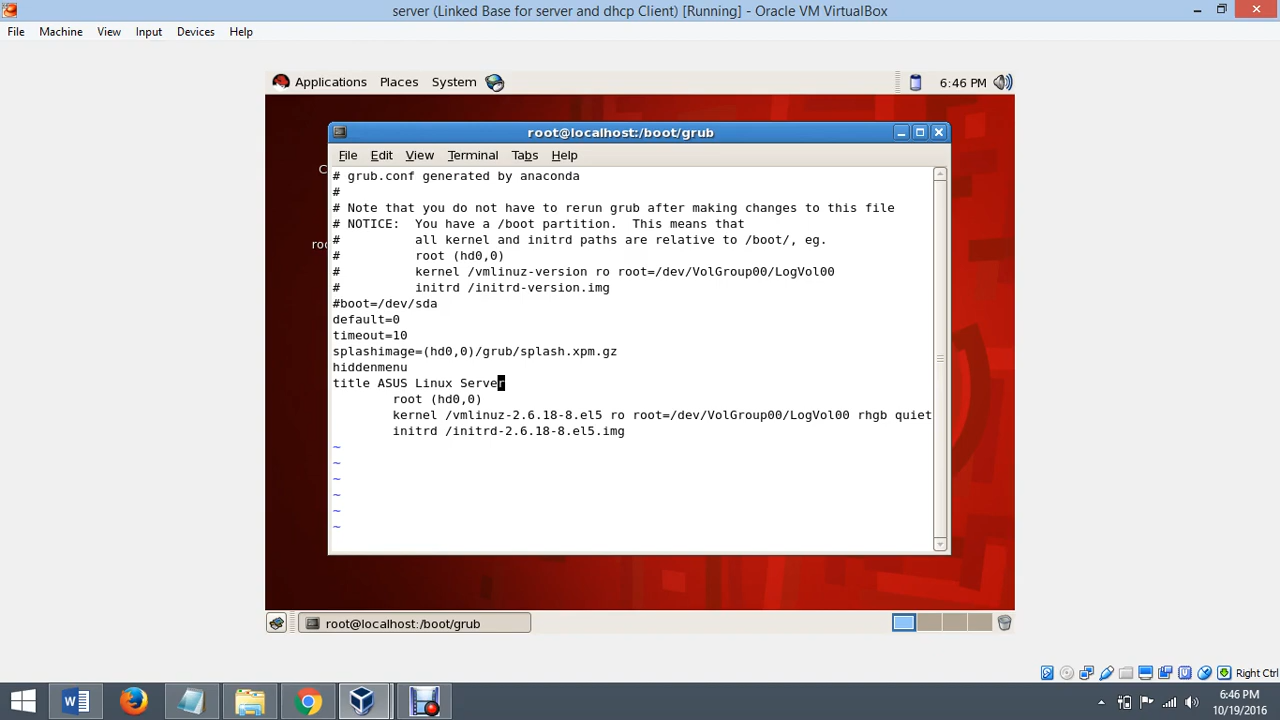 server (Linked Base for server and dhcp Client) [Running] - Oracle VM VirtualBox
File Machine View Input Devices Help
Applications Places System 6:46 PM
root@localhost:/boot/grub
File Edit View Terminal Tabs Help
# grub.conf generated by anaconda
#
# Note that you do not have to rerun grub after making changes to this file
# NOTICE:  You have a /boot partition.  This means that
#          all kernel and initrd paths are relative to /boot/, eg.
#          root (hd0,0)
#          kernel /vmlinuz-version ro root=/dev/VolGroup00/LogVol00
#          initrd /initrd-version.img
#boot=/dev/sda
default=0
timeout=10
splashimage=(hd0,0)/grub/splash.xpm.gz
hiddenmenu
title ASUS Linux Server
        root (hd0,0)
        kernel /vmlinuz-2.6.18-8.el5 ro root=/dev/VolGroup00/LogVol00 rhgb quiet
        initrd /initrd-2.6.18-8.el5.img
~
~
~
~
~
~
root@localhost:/boot/grub
Right Ctrl
6:46 PM
10/19/2016